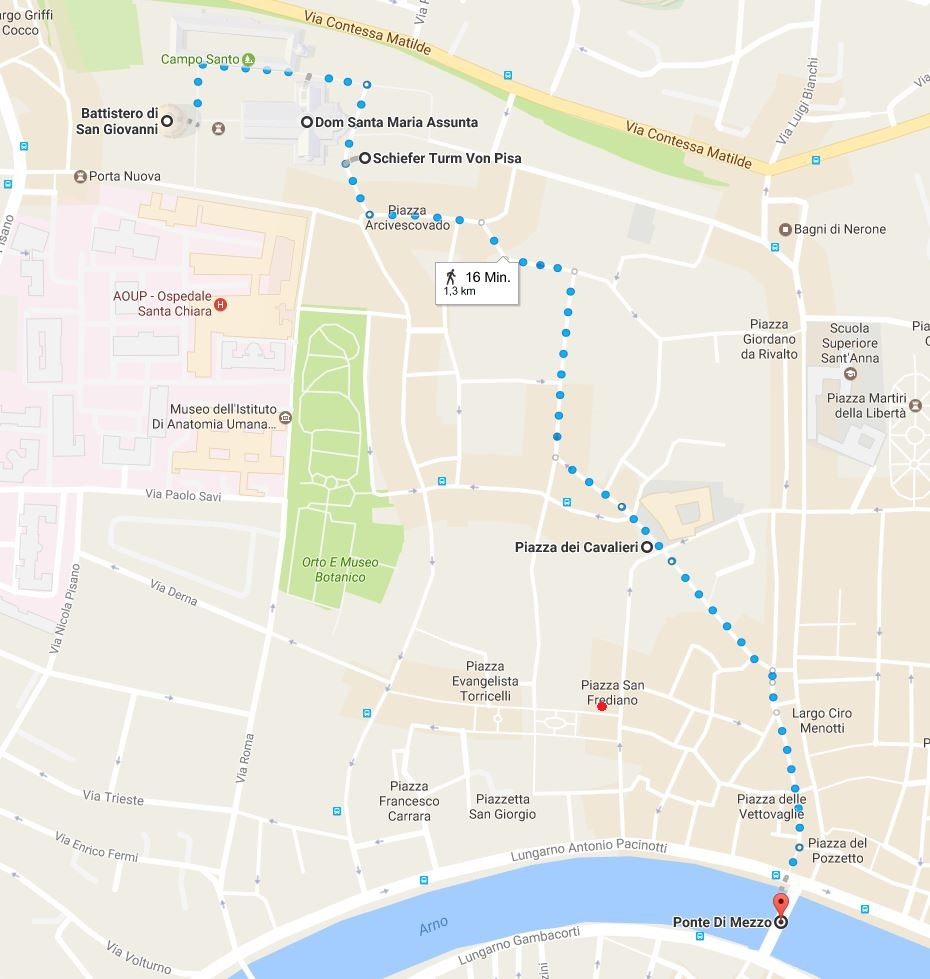 argo Griffi
Cocco
Via Contessa Matilde
Campo Santo
Battistero di
San Giovanni
Dom Santa Maria Assunta
Via Luigi Bianchi
Via Contessa Matilde
Schiefer Turm Von Pisa
Porta Nuova
Piazza
Arcivescovado
Bagni di Nerone
Pisano
16 Min.
1,3 km
AOUP - Ospedale
Santa Chiara
H
Piazza
Giordano
da Rivalto
Scuola
Superiore
Sant'Anna
Piazza Martiri
della Libertà
Museo dell'Istituto
Di Anatomia Umana...
Via Paolo Savi
Piazza dei Cavalieri
Orto E Museo
Botanico
Via Nicola Pisano
Via Derna
Piazza
Evangelista
Torricelli
Piazza San
Frediano
Largo Ciro
Menotti
Via Roma
Via Trieste
Piazza
Francesco
Carrara
Piazzetta
San Giorgio
Piazza delle
Vettovaglie
Via Enrico Fermi
Lungarno Antonio Pacinotti
Piazza del
Pozzetto
Arno
Ponte Di Mezzo
Lungarno Gambacorti
Via Volturno
zini